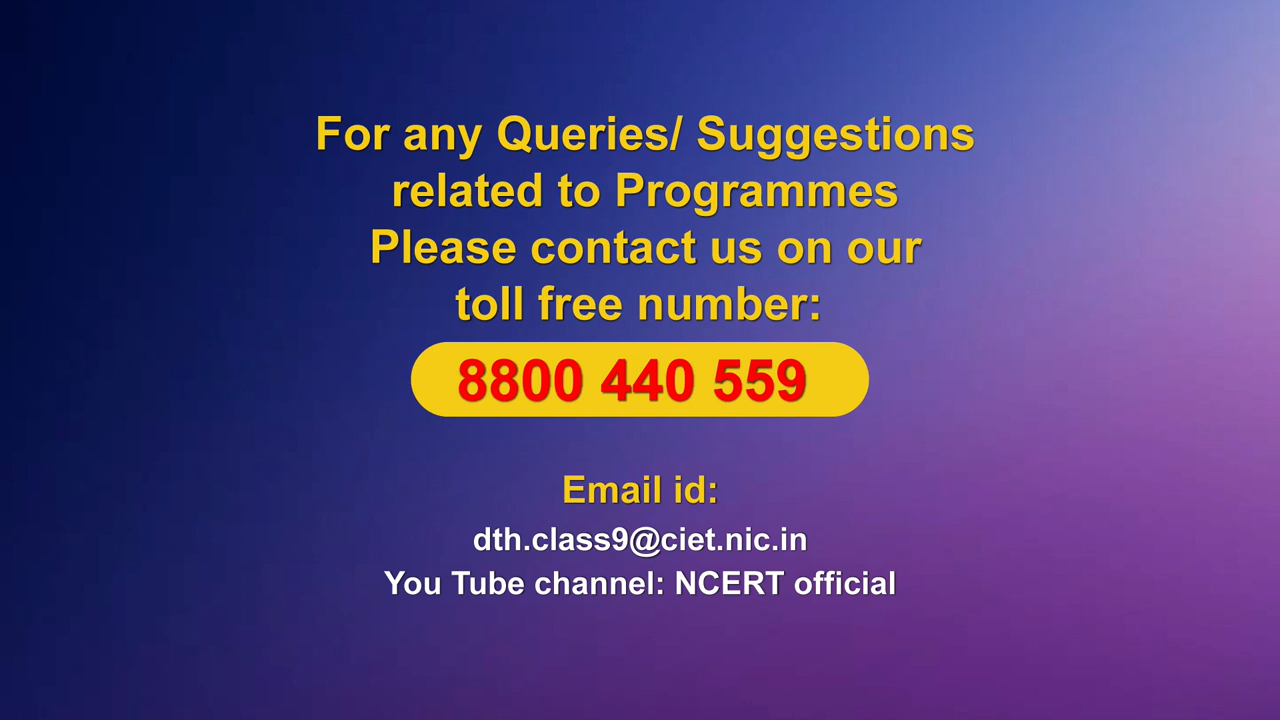 For any Queries/ Suggestions
related to Programmes
Please contact us on our
toll free number:
8800 440 559
Email id:
dth.class9@ciet.nic.in
You Tube channel: NCERT official